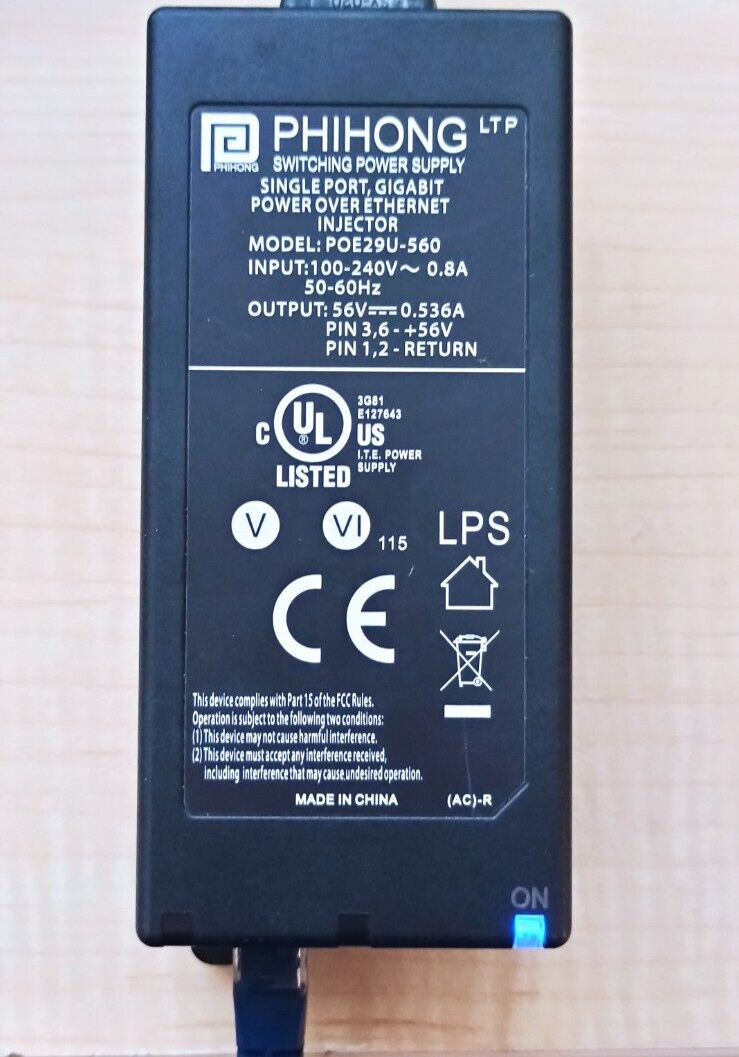 PHIHONG
PHIHONG LTP
SWITCHING POWER SUPPLY
SINGLE PORT, GIGABIT
POWER OVER ETHERNET
INJECTOR
MODEL: POE29U-560
INPUT:100-240V～ 0.8A
50-60Hz
OUTPUT: 56V⎓0.536A
PIN 3,6 - +56V
PIN 1,2 - RETURN
C UL US
®
LISTED
3G81
E127643
I.T.E. POWER
SUPPLY
V VI 115 LPS
CE
This device complies with Part 15 of the FCC Rules.
Operation is subject to the following two conditions:
(1) This device may not cause harmful interference.
(2) This device must accept any interference received,
including interference that may cause.undesired operation.
MADE IN CHINA (AC)-R
ON